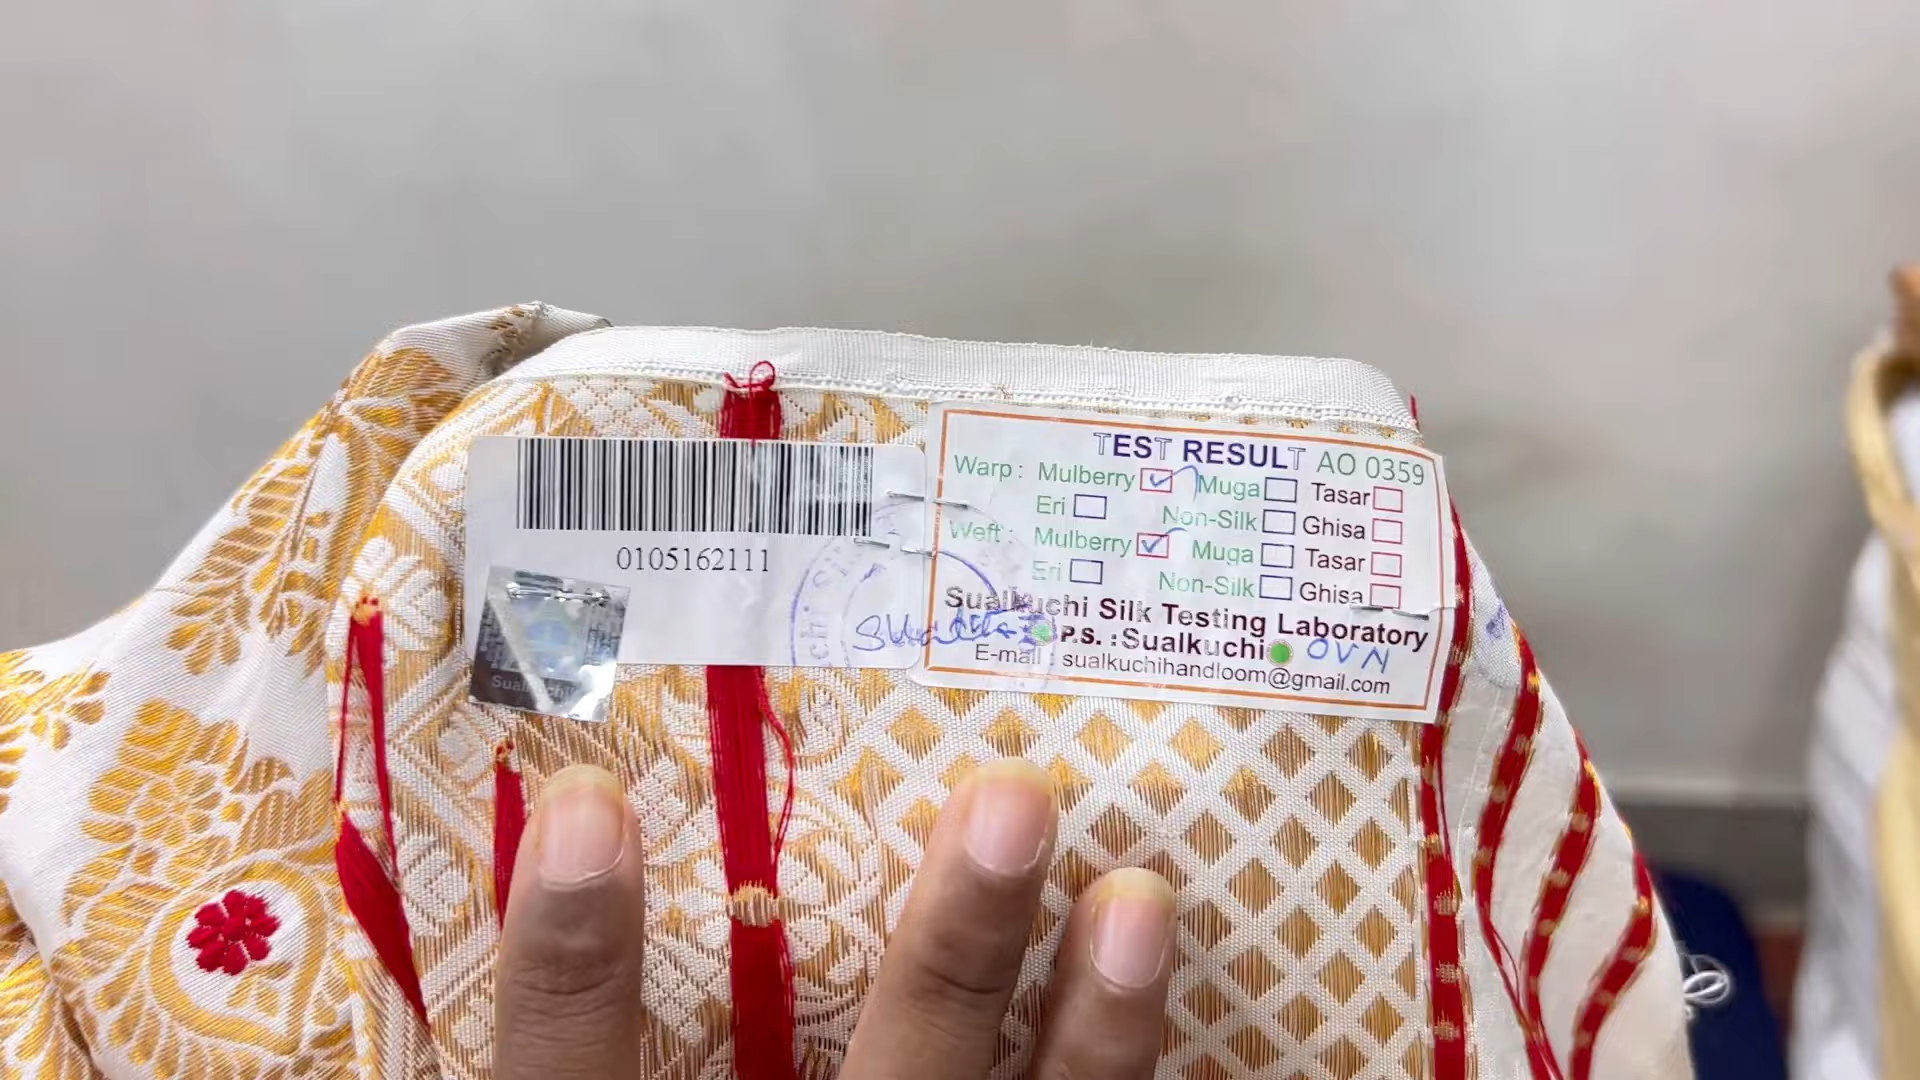 0105162111
TEST RESULT AO 0359
Warp : Mulberry Muga Tasar
Eri Non-Silk Ghisa
Weft : Mulberry Muga Tasar
Eri Non-Silk Ghisa
Sualkuchi Silk Testing Laboratory
P.S. : Sualkuchi OVN
E-mail : sualkuchihandloom@gmail.com